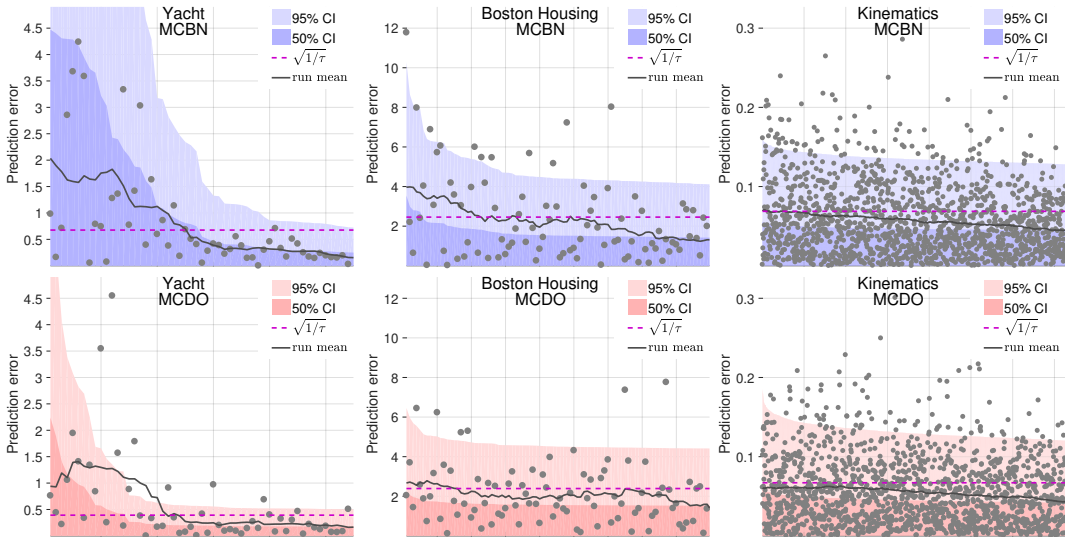 Yacht
MCBN
95% CI
50% CI
√1/τ
run mean
Prediction error
4.5
4
3.5
3
2.5
2
1.5
1
0.5
Boston Housing
MCBN
95% CI
50% CI
√1/τ
run mean
Prediction error
12
10
8
6
4
2
Kinematics
MCBN
95% CI
50% CI
√1/τ
run mean
Prediction error
0.3
0.2
0.1
Yacht
MCDO
95% CI
50% CI
√1/τ
run mean
Prediction error
4.5
4
3.5
3
2.5
2
1.5
1
0.5
Boston Housing
MCDO
95% CI
50% CI
√1/τ
run mean
Prediction error
12
10
8
6
4
2
Kinematics
MCDO
95% CI
50% CI
√1/τ
run mean
Prediction error
0.3
0.2
0.1